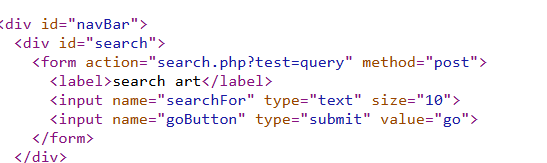 <div id="navBar">
<div id="search">
<form action="search.php?test=query" method="post">
<label>search art</label>
<input name="searchFor" type="text" size="10">
<input name="goButton" type="submit" value="go">
</form>
</div>